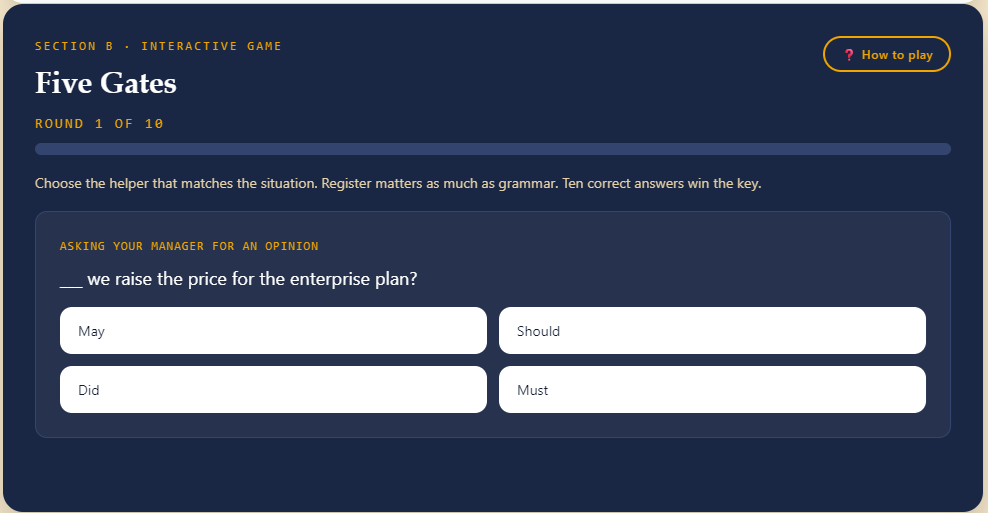 SECTION B · INTERACTIVE GAME
❓ How to play
Five Gates
ROUND 1 OF 10
Choose the helper that matches the situation. Register matters as much as grammar. Ten correct answers win the key.
ASKING YOUR MANAGER FOR AN OPINION
___ we raise the price for the enterprise plan?
May
Should
Did
Must